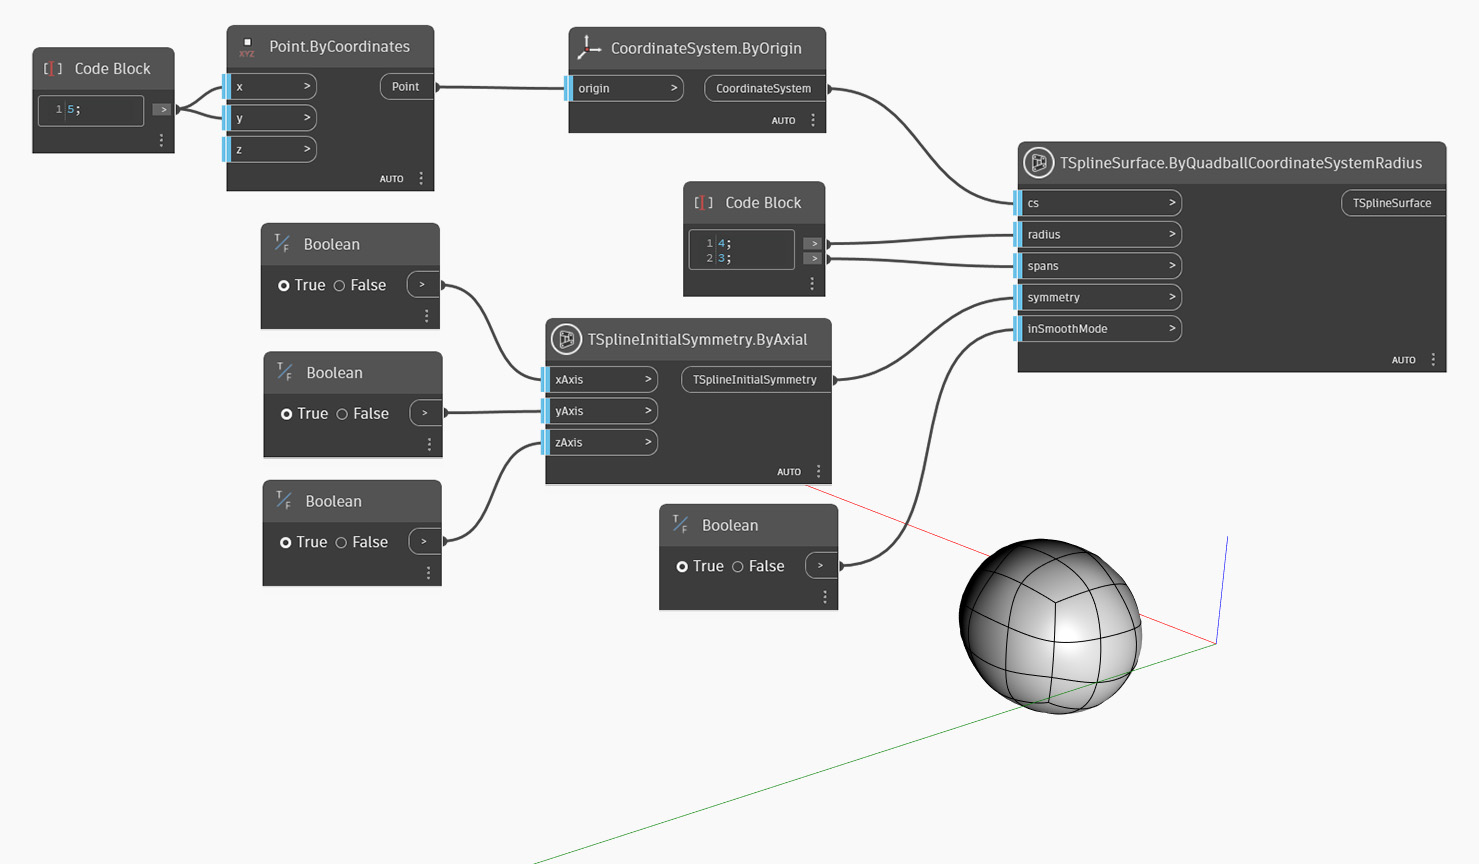 Code Block
1 5;
>
Point.ByCoordinates
XYZ
x >
Point
y >
z >
AUTO
CoordinateSystem.ByOrigin
origin >
CoordinateSystem
AUTO
Code Block
1 4;
>
2 3;
>
TSplineSurface.ByQuadballCoordinateSystemRadius
cs >
TSplineSurface
radius >
spans >
symmetry >
inSmoothMode >
AUTO
T/F Boolean
True False >
T/F Boolean
True False >
T/F Boolean
True False >
TSplineInitialSymmetry.ByAxial
xAxis >
TSplineInitialSymmetry
yAxis >
zAxis >
AUTO
T/F Boolean
True False >